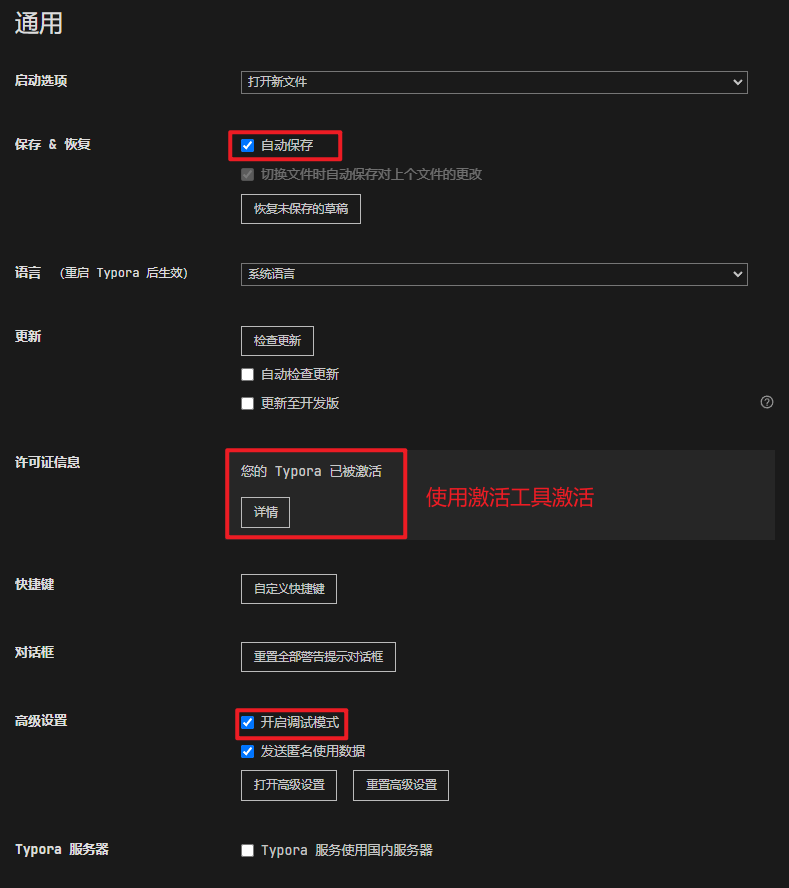 通用
启动选项
打开新文件
保存 & 恢复
自动保存
切换文件时自动保存对上个文件的更改
恢复未保存的草稿
语言 (重启 Typora 后生效)
系统语言
更新
检查更新
自动检查更新
更新至开发版
?
许可证信息
您的 Typora 已被激活
使用激活工具激活
详情
快捷键
自定义快捷键
对话框
重置全部警告提示对话框
高级设置
开启调试模式
发送匿名使用数据
打开高级设置
重置高级设置
Typora 服务器
Typora 服务使用国内服务器